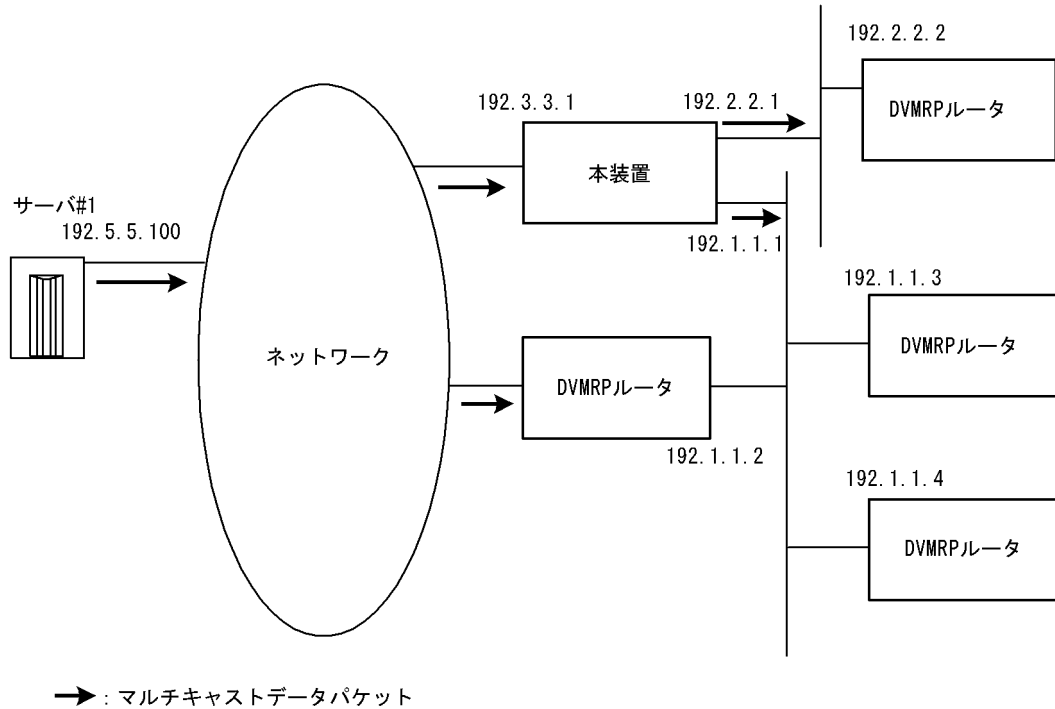 192.2.2.2
DVMRPルータ
192.3.3.1
192.2.2.1
本装置
サーバ#1
192.5.5.100
192.1.1.1
192.1.1.3
DVMRPルータ
ネットワーク
DVMRPルータ
192.1.1.2
192.1.1.4
DVMRPルータ
:マルチキャストデータパケット